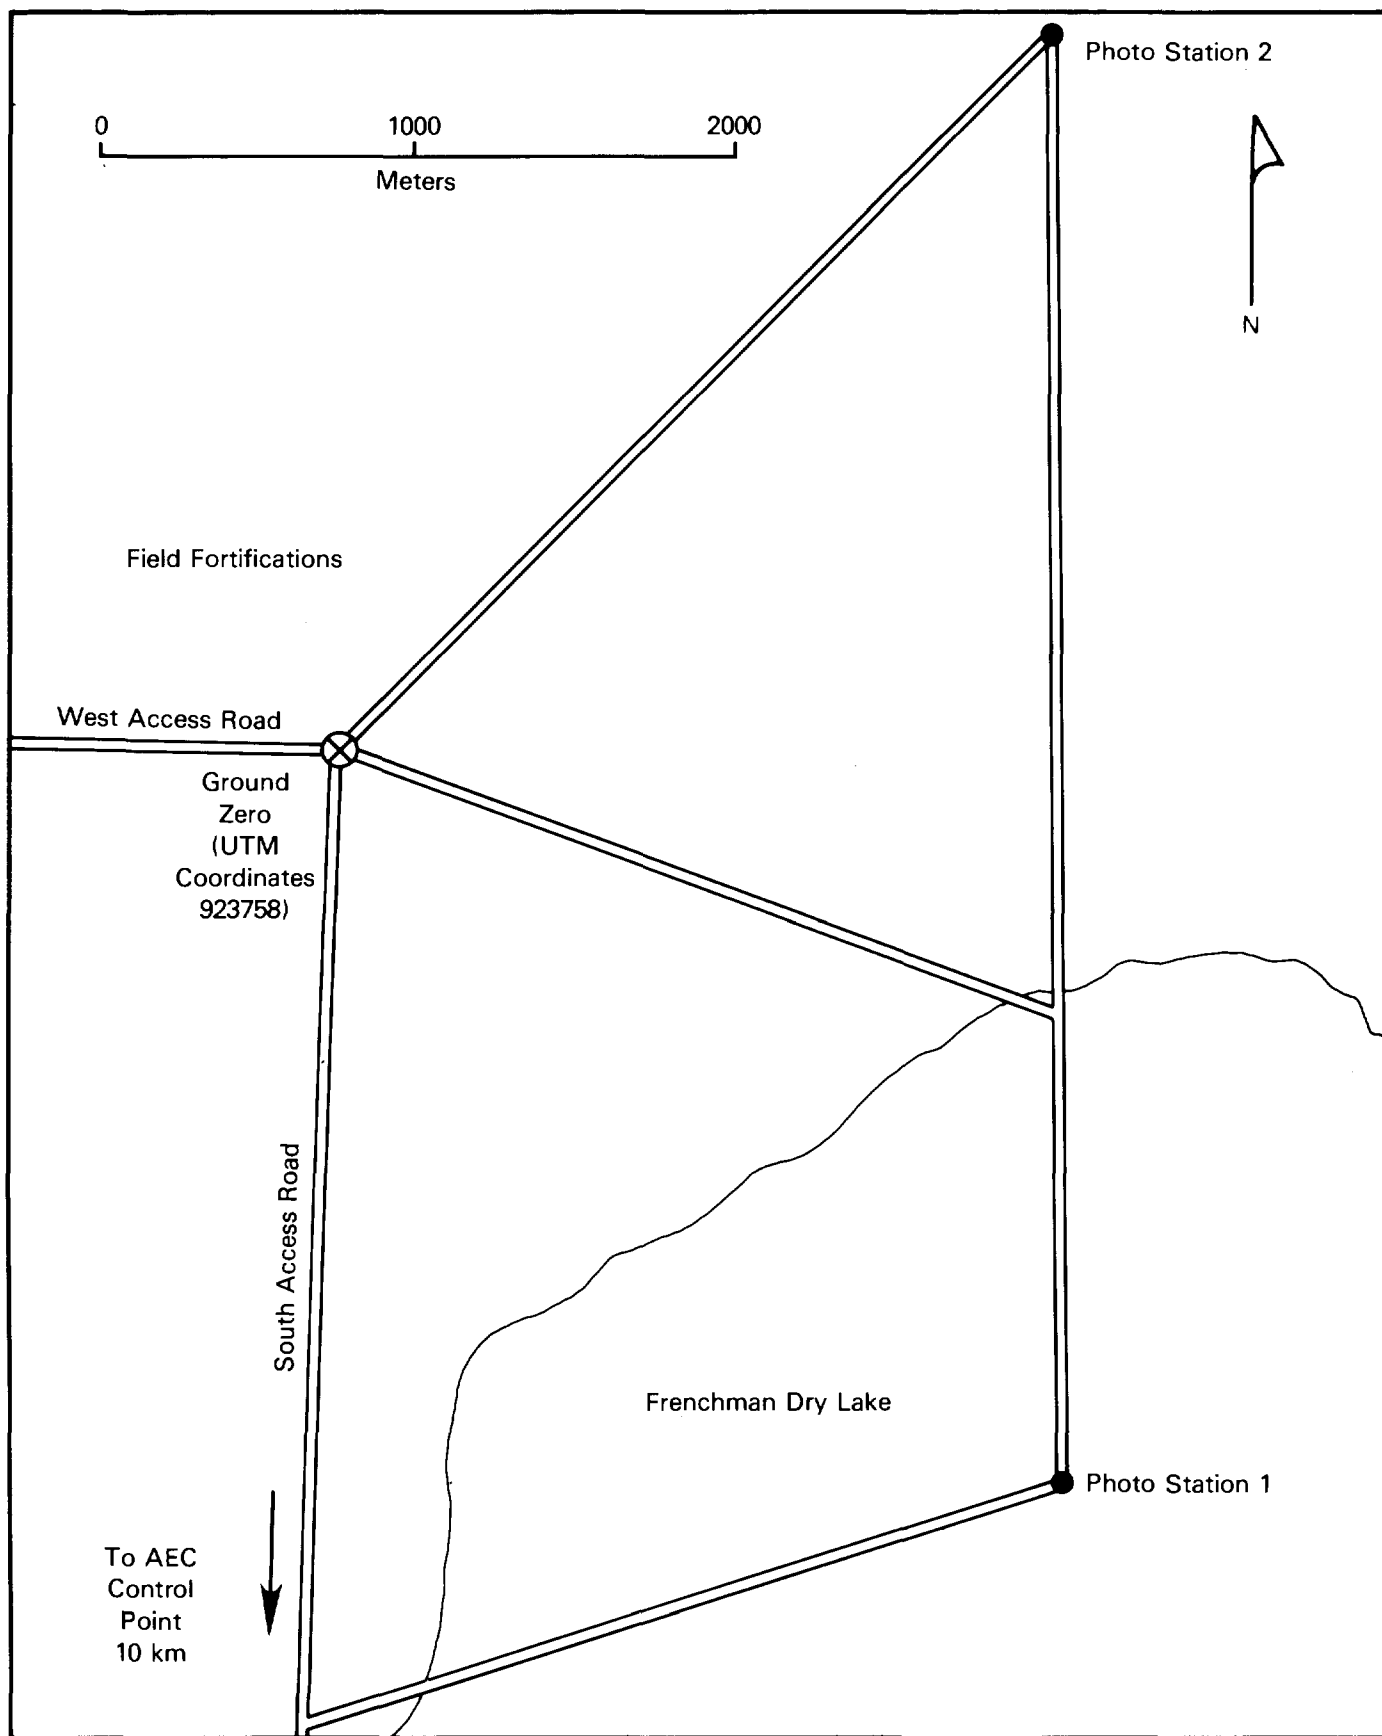 Photo Station 2
0 1000 2000
Meters
N
Field Fortifications
West Access Road
Ground
Zero
(UTM
Coordinates
923758)
South Access Road
Frenchman Dry Lake
Photo Station 1
To AEC
Control
Point
10 km